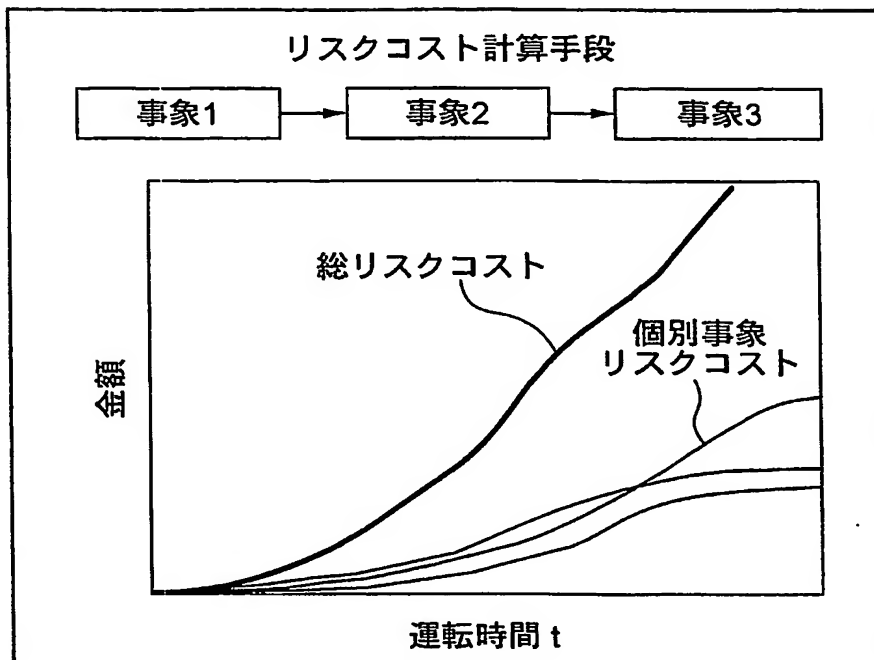 リスクコスト計算手段
事象1
事象2
事象3
総リスクコスト
個別事象
リスクコスト
金額
運転時間 t